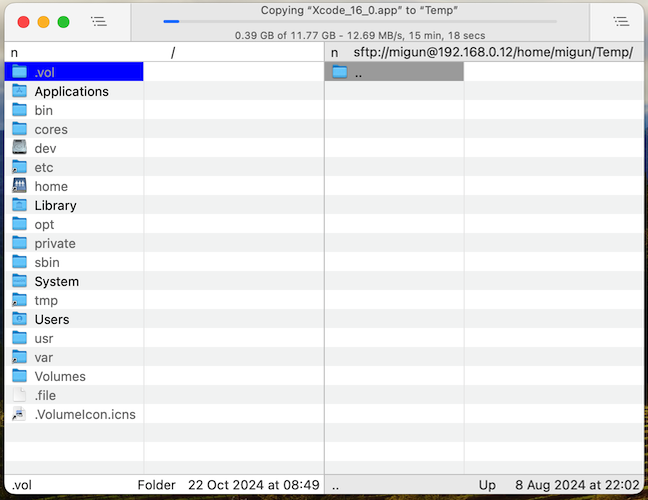 Copying “Xcode_16_0.app” to “Temp”
0.39 GB of 11.77 GB - 12.69 MB/s, 15 min, 18 secs
n /
n sftp://migun@192.168.0.12/home/migun/Temp/
.vol
Applications
bin
cores
dev
etc
home
Library
opt
private
sbin
System
tmp
Users
usr
var
Volumes
.file
.VolumeIcon.icns
..
.vol Folder 22 Oct 2024 at 08:49
.. Up 8 Aug 2024 at 22:02